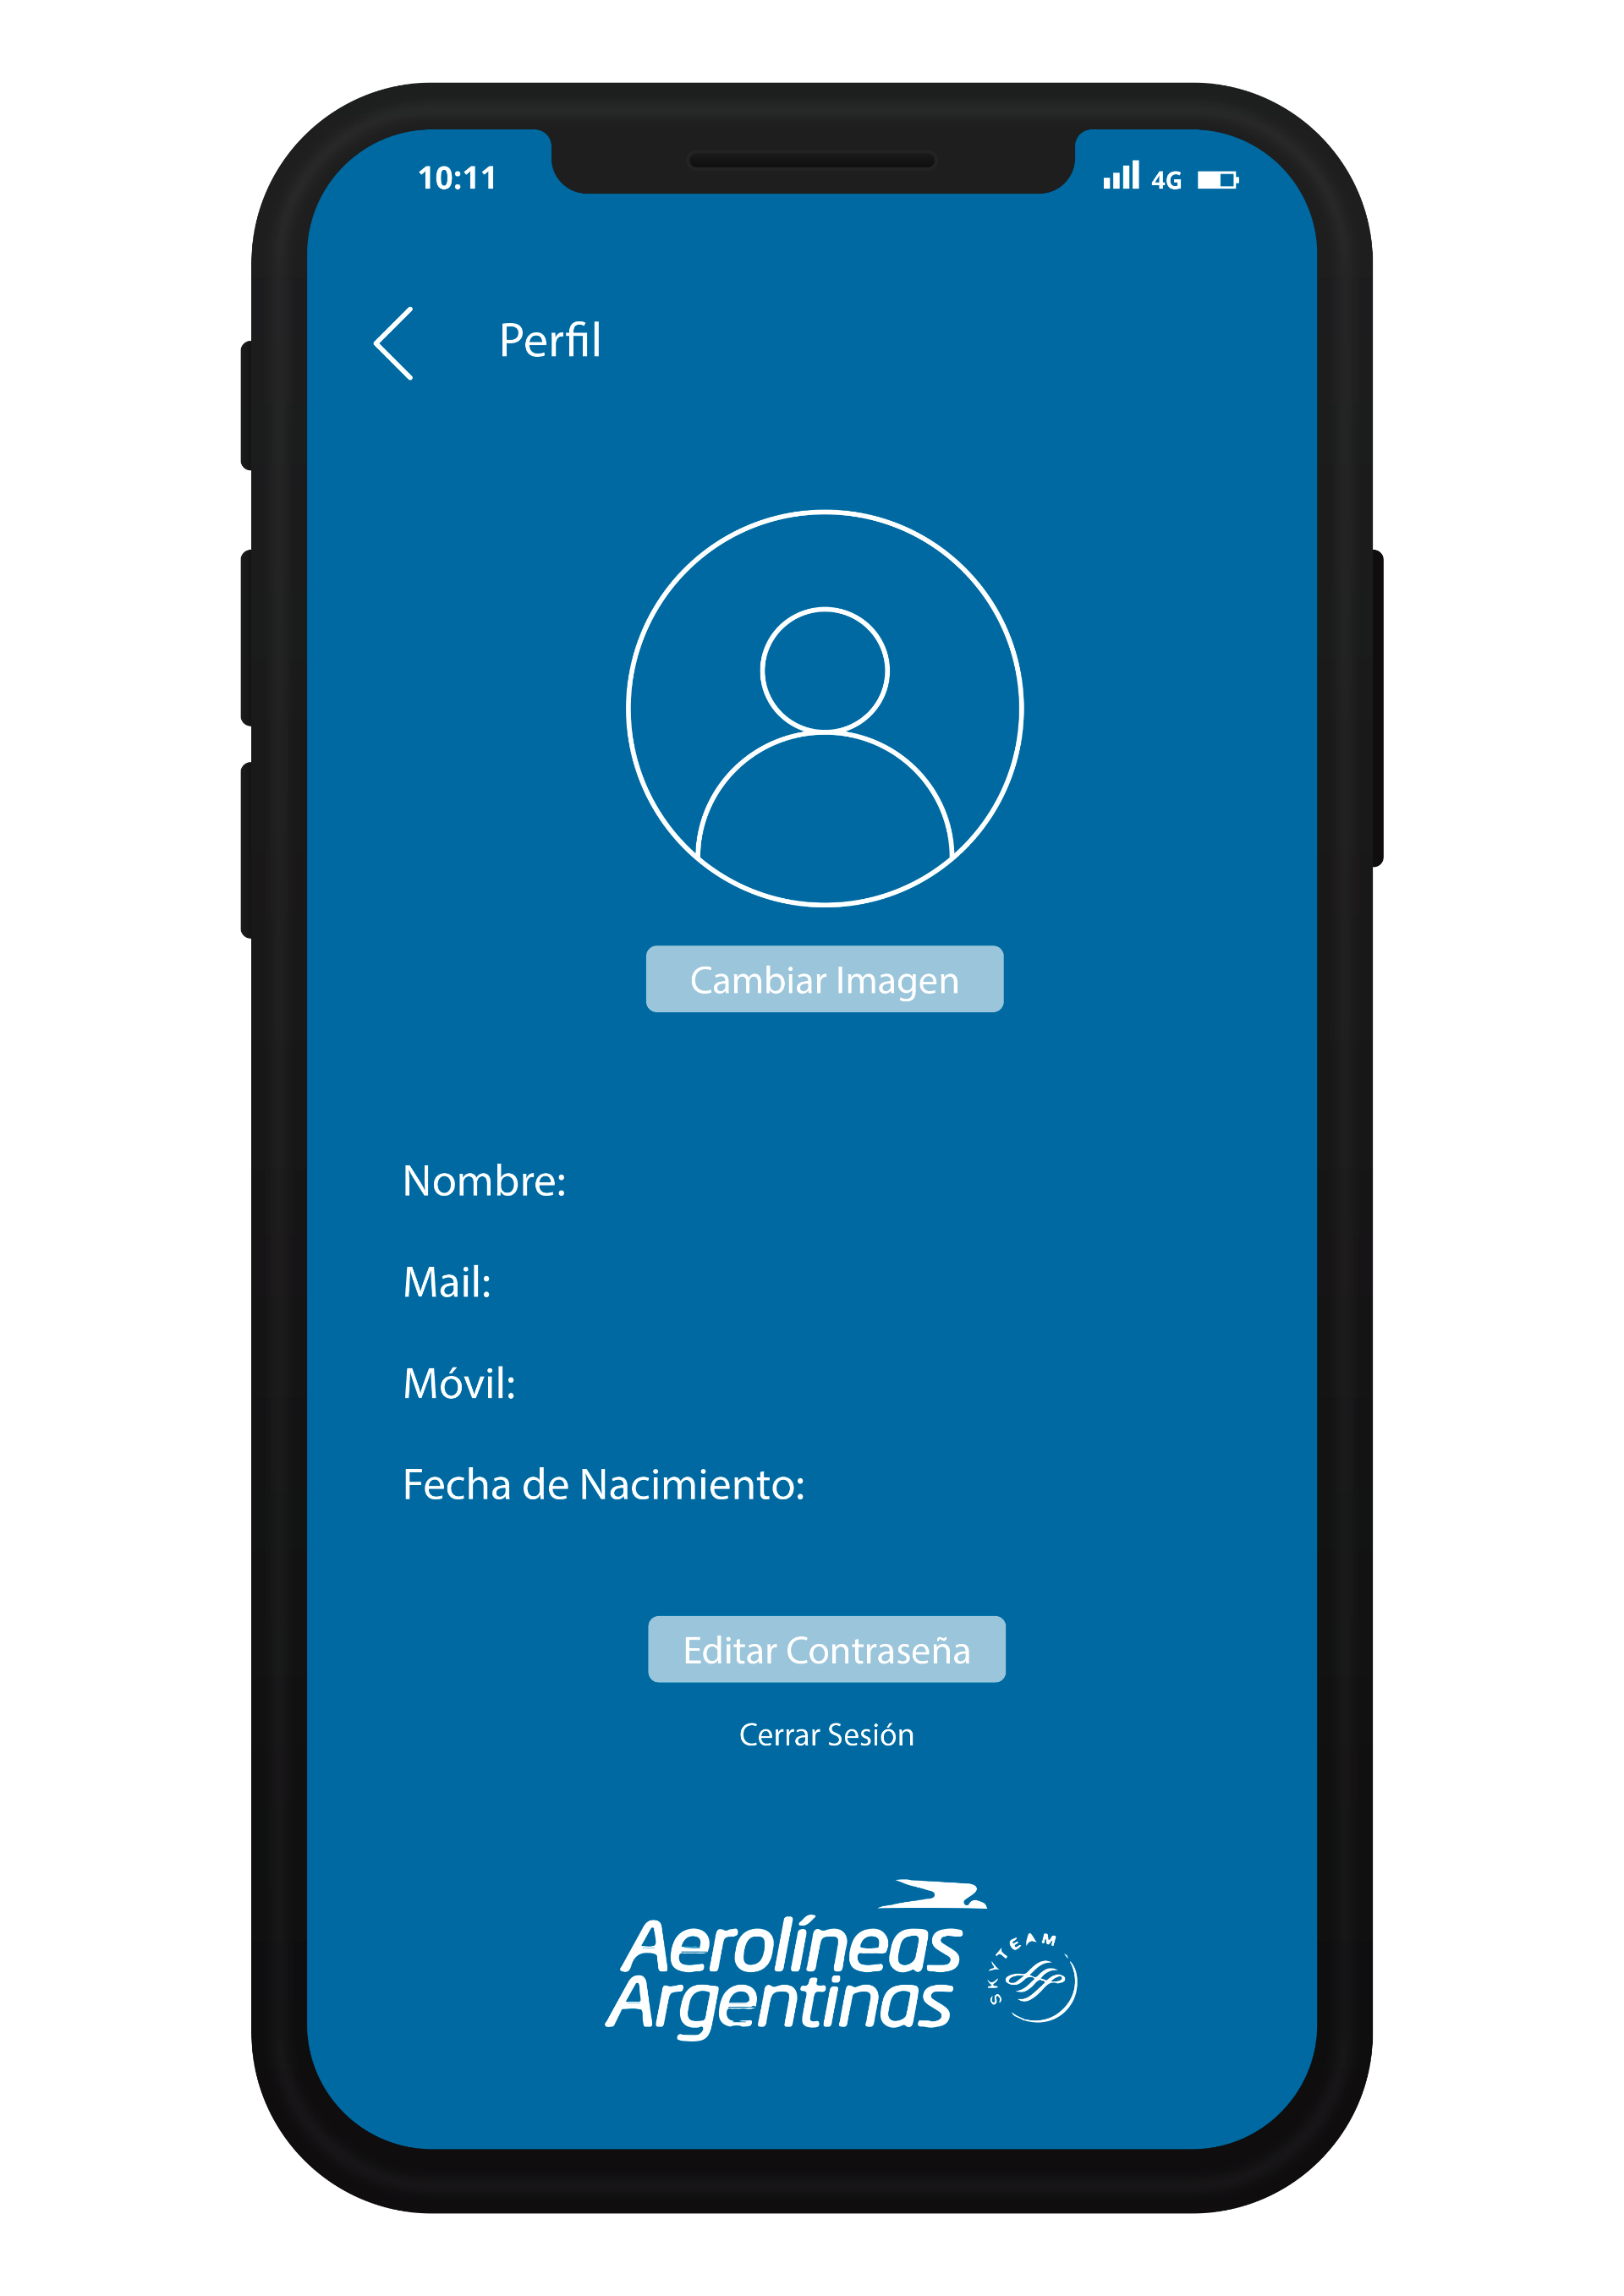 10:11
4G
Perfil
Cambiar Imagen
Nombre:
Mail:
Móvil:
Fecha de Nacimiento:
Editar Contraseña
Cerrar Sesión
Aerolíneas
Argentinas
SKYTEAM